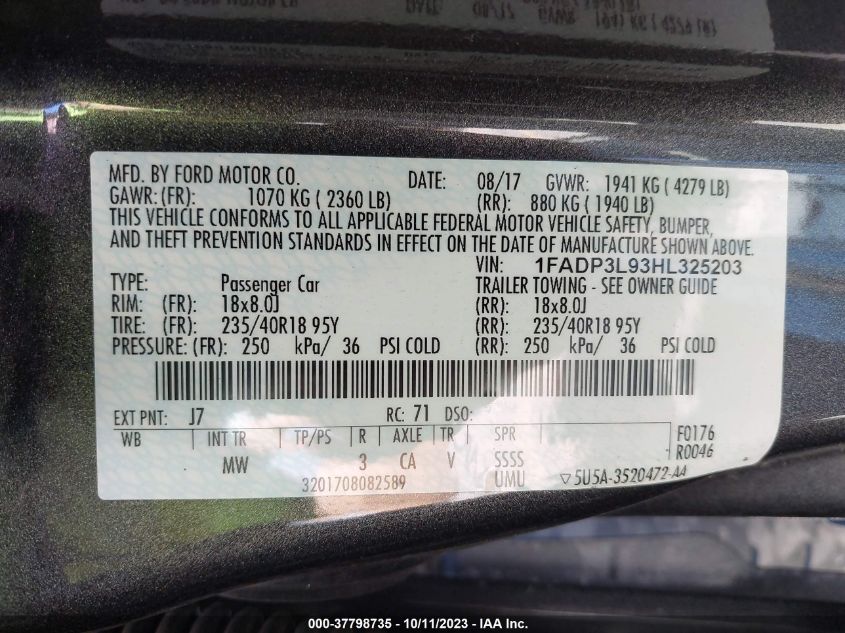 MFD. BY FORD MOTOR CO. DATE: 08/17 GVWR: 1941 KG ( 4279 LB)
GAWR: (FR): 1070 KG ( 2360 LB) (RR): 880 KG ( 1940 LB)
THIS VEHICLE CONFORMS TO ALL APPLICABLE FEDERAL MOTOR VEHICLE SAFETY, BUMPER,
AND THEFT PREVENTION STANDARDS IN EFFECT ON THE DATE OF MANUFACTURE SHOWN ABOVE.
VIN: 1FADP3L93HL325203
TYPE: Passenger Car TRAILER TOWING - SEE OWNER GUIDE
RIM: (FR): 18x8.0J (RR): 18x8.0J
TIRE: (FR): 235/40R18 95Y (RR): 235/40R18 95Y
PRESSURE: (FR): 250 kPa/ 36 PSI COLD (RR): 250 kPa/ 36 PSI COLD
EXT PNT: J7 RC: 71 DSO:
WB INT TR TP/PS R AXLE TR SPR F0176
MW 3 CA V SSSS R0046
3201708082589 UMU ▽5U5A-3520472-AA
000-37798735 - 10/11/2023 - IAA Inc.